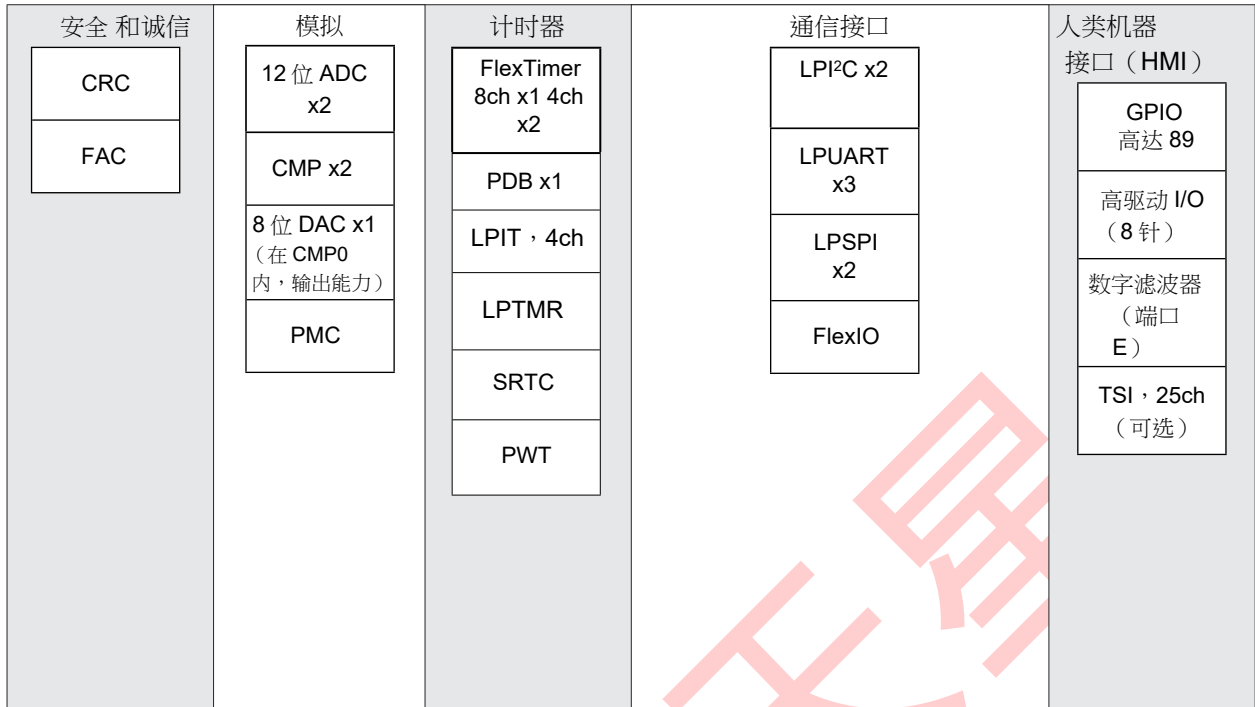 安全 和诚信
CRC
FAC
模拟
12 位 ADC
x2
CMP x2
8 位 DAC x1
（在 CMP0
内，输出能力）
PMC
计时器
FlexTimer
8ch x1 4ch
x2
PDB x1
LPIT，4ch
LPTMR
SRTC
PWT
通信接口
LPI²C x2
LPUART
x3
LPSPI
x2
FlexIO
人类机器
接口（HMI）
GPIO
高达 89
高驱动 I/O
（8 针）
数字滤波器
（端口
E）
TSI，25ch
（可选）
天星